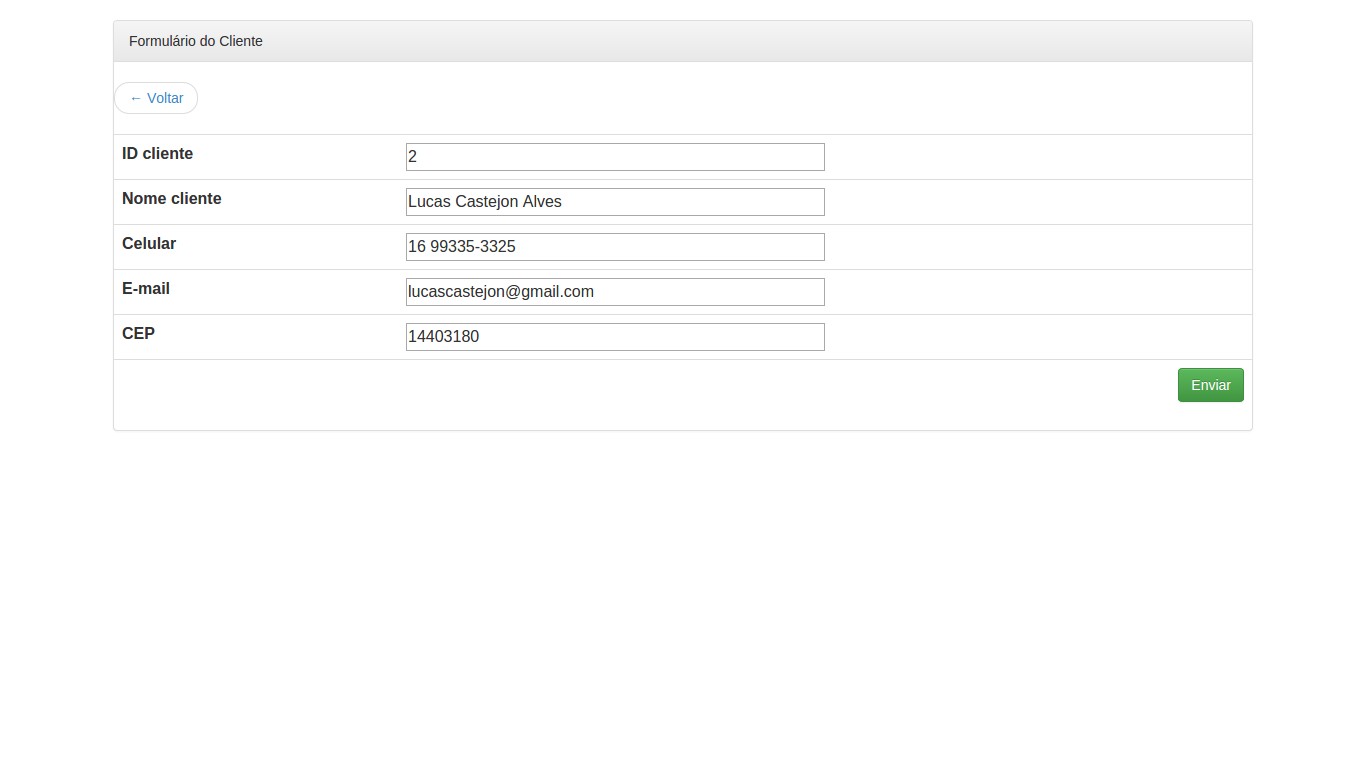 Formulário do Cliente
← Voltar
ID cliente 2
Nome cliente Lucas Castejon Alves
Celular 16 99335-3325
E-mail lucascastejon@gmail.com
CEP 14403180
Enviar